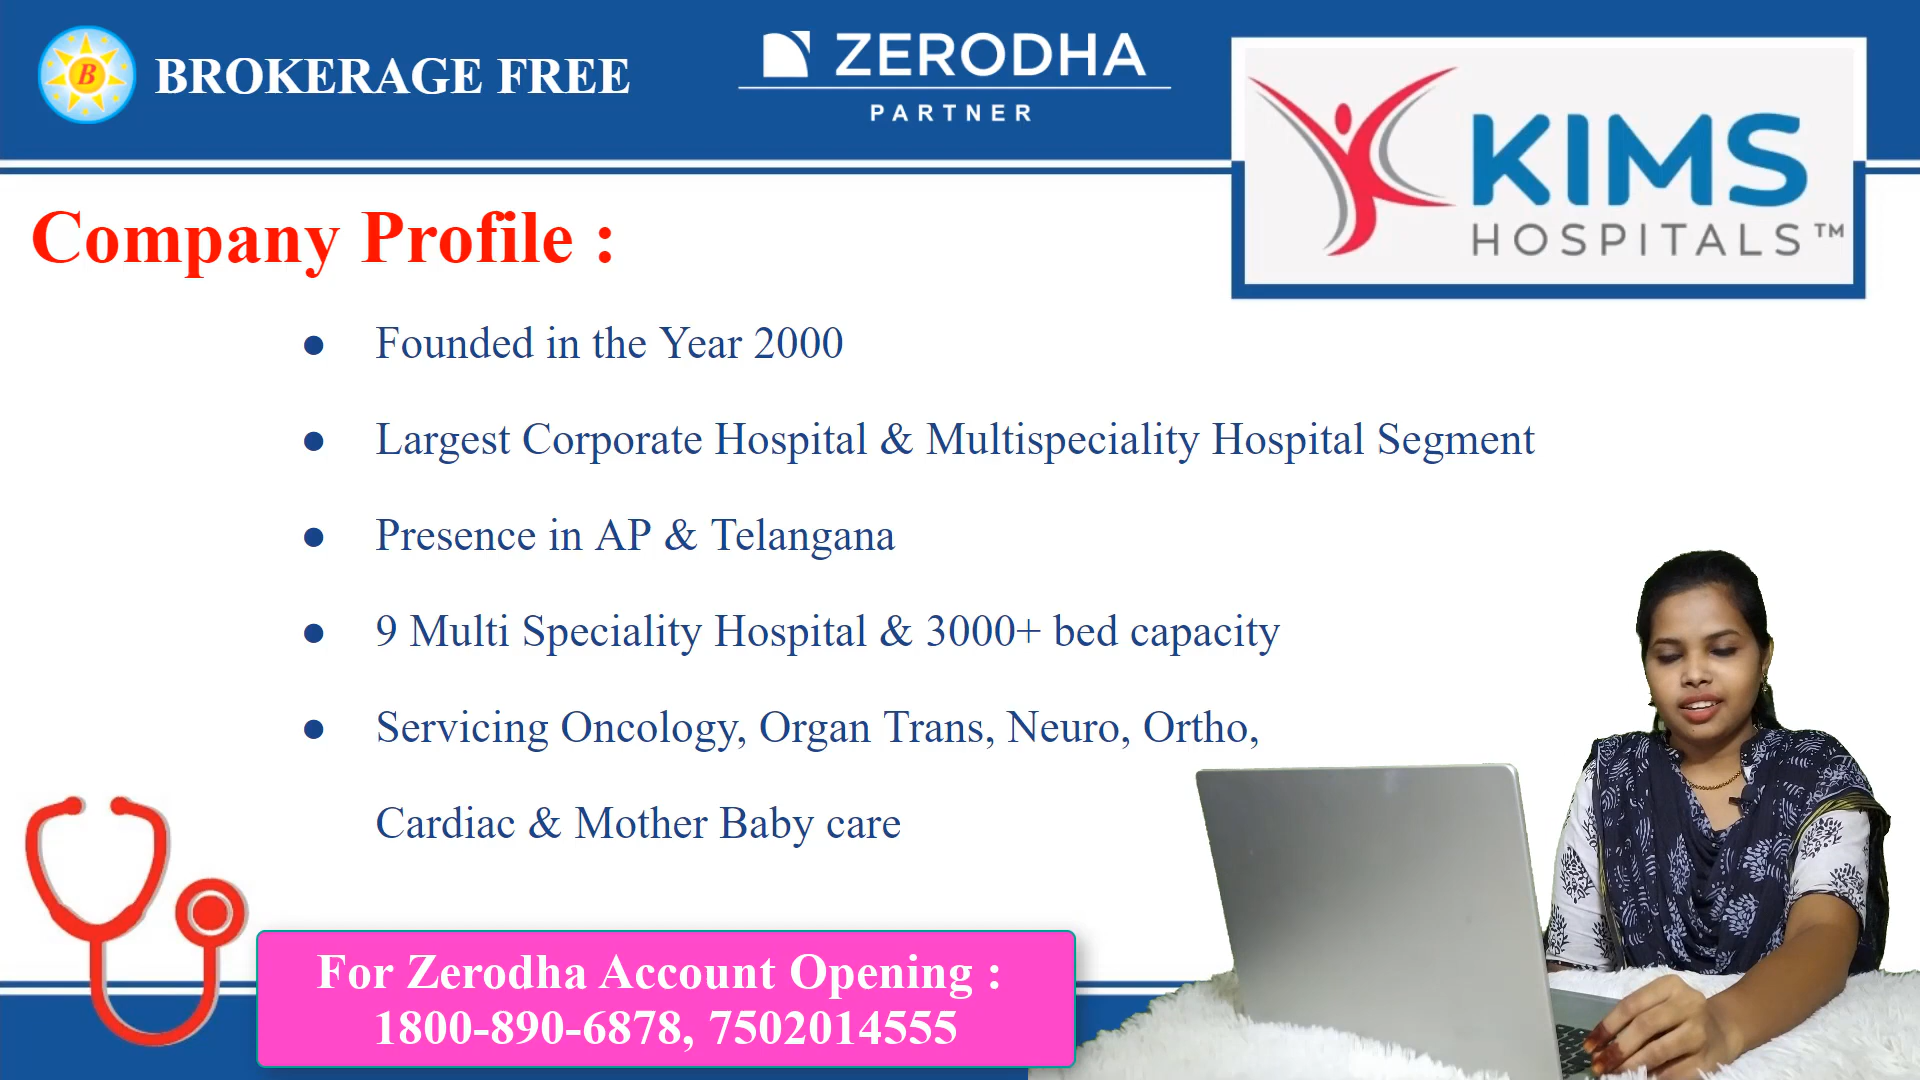 B
BROKERAGE FREE
ZERODHA
PARTNER
KIMS
HOSPITALS™
Company Profile :
● Founded in the Year 2000
● Largest Corporate Hospital & Multispeciality Hospital Segment
● Presence in AP & Telangana
● 9 Multi Speciality Hospital & 3000+ bed capacity
● Servicing Oncology, Organ Trans, Neuro, Ortho,
Cardiac & Mother Baby care
For Zerodha Account Opening :
1800-890-6878, 7502014555